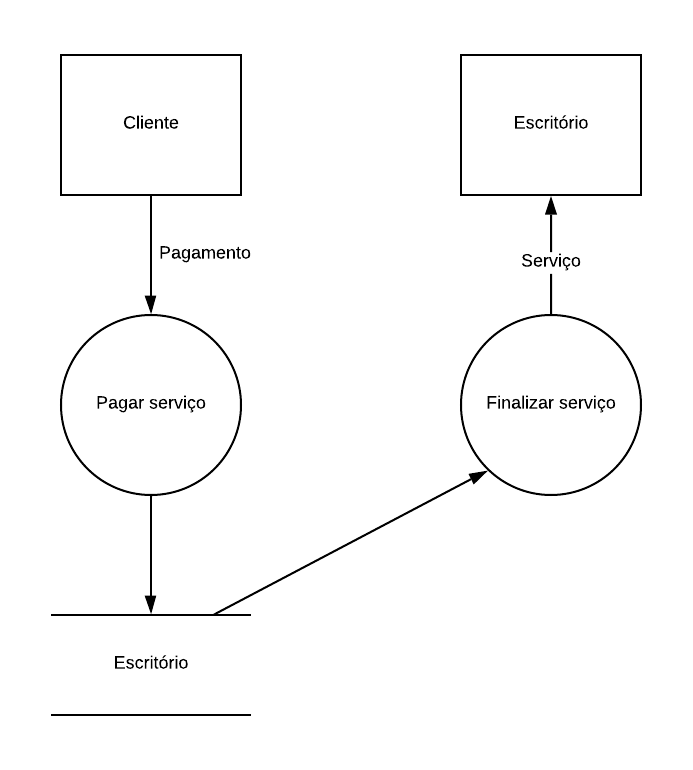 Cliente
Escritório
Pagamento
Serviço
Pagar serviço
Finalizar serviço
Escritório